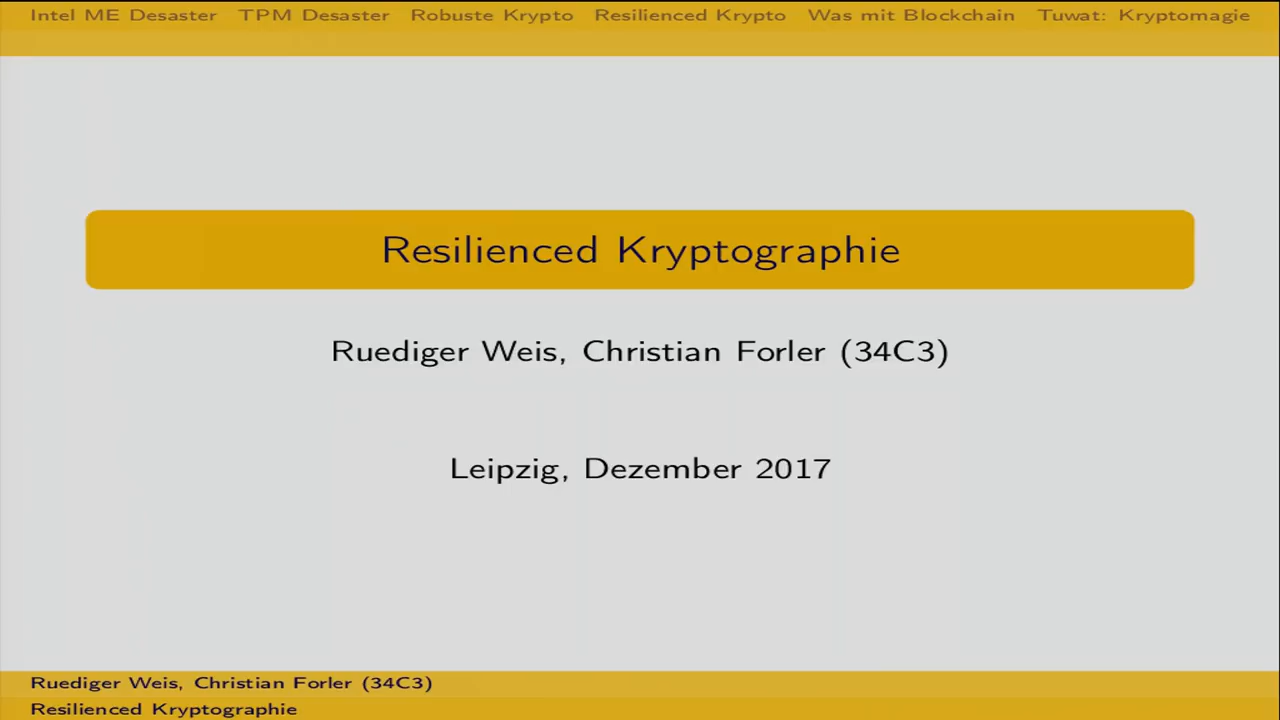 Intel ME Desaster TPM Desaster Robuste Krypto Resilienced Krypto Was mit Blockchain Tuwat: Kryptomagie
Resilienced Kryptographie
Ruediger Weis, Christian Forler (34C3)
Leipzig, Dezember 2017
Ruediger Weis, Christian Forler (34C3)
Resilienced Kryptographie